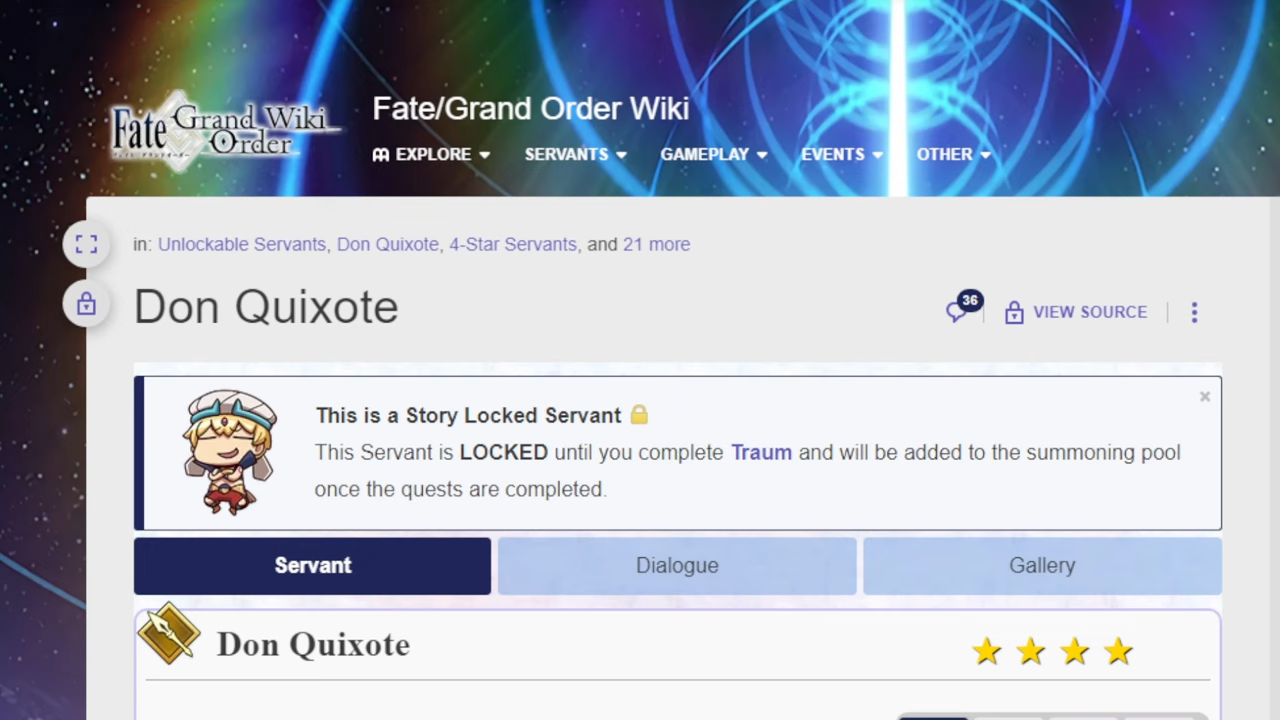 Fate Grand Wiki
Order
Fate/Grand Order Wiki
EXPLORE SERVANTS GAMEPLAY EVENTS OTHER
in: Unlockable Servants, Don Quixote, 4-Star Servants, and 21 more
Don Quixote
36
VIEW SOURCE
This is a Story Locked Servant
×
This Servant is LOCKED until you complete Traum and will be added to the summoning pool
once the quests are completed.
Servant Dialogue Gallery
Don Quixote